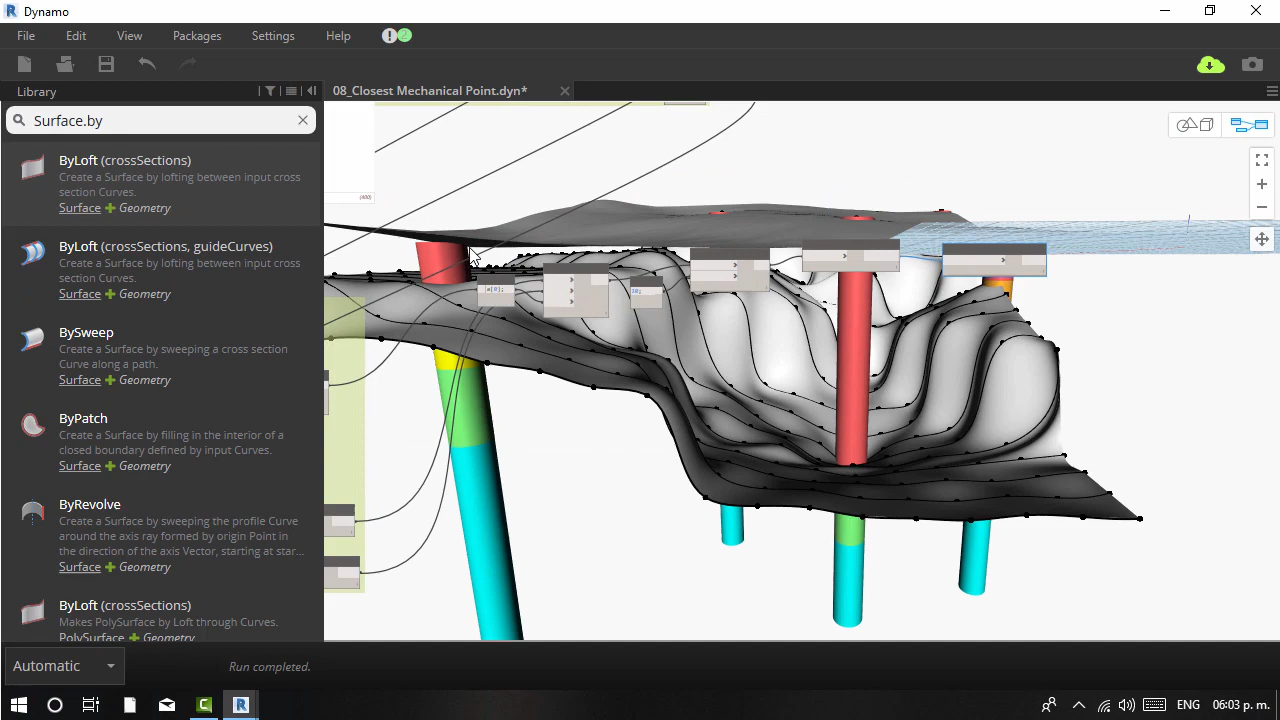 Dynamo
File Edit View Packages Settings Help
Library
08_Closest Mechanical Point.dyn*
Surface.by
ByLoft (crossSections)
Create a Surface by lofting between input cross
section Curves.
Surface + Geometry
ByLoft (crossSections, guideCurves)
Create a Surface by lofting between input cross
section Curves.
Surface + Geometry
BySweep
Create a Surface by sweeping a cross section
Curve along a path.
Surface + Geometry
ByPatch
Create a Surface by filling in the interior of a
closed boundary defined by input Curves.
Surface + Geometry
ByRevolve
Create a Surface by sweeping the profile Curve
around the axis ray formed by origin Point in
the direction of the axis Vector, starting at star...
Surface + Geometry
ByLoft (crossSections)
Makes PolySurface by Loft through Curves.
PolySurface + Geometry
Automatic
Run completed.
ENG 06:03 p. m.